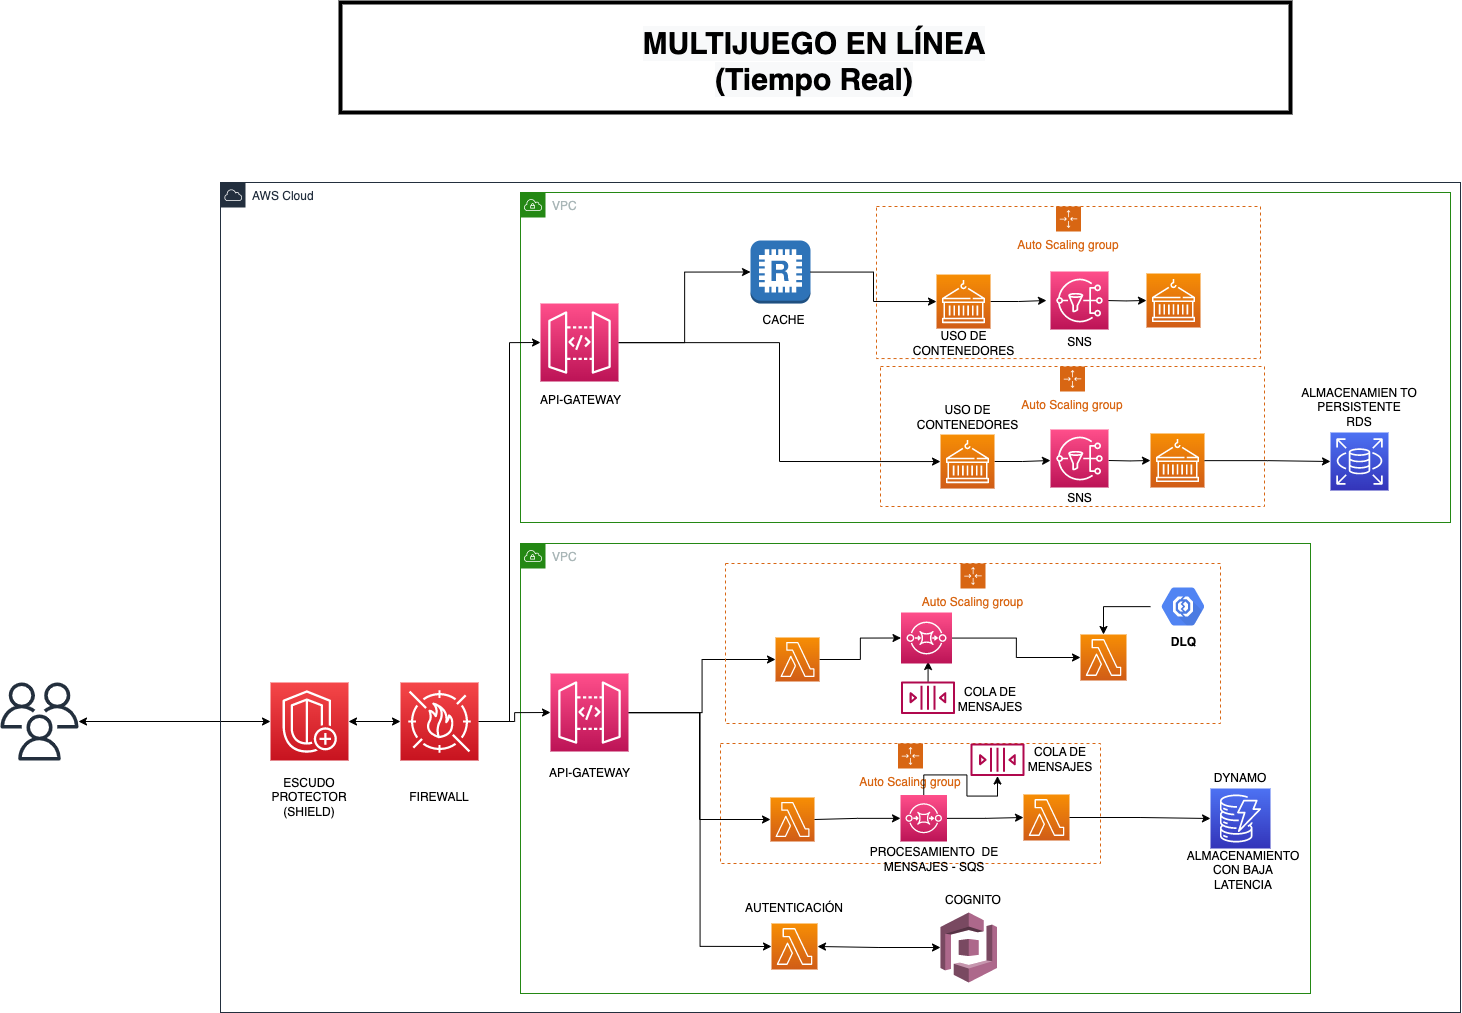 MULTIJUEGO EN LÍNEA
(Tiempo Real)
AWS Cloud
VPC
Auto Scaling group
R
CACHE
USO DE
CONTENEDORES
SNS
API-GATEWAY
Auto Scaling group
USO DE
CONTENEDORES
SNS
ALMACENAMIEN TO
PERSISTENTE
RDS
VPC
Auto Scaling group
DLQ
COLA DE
MENSAJES
API-GATEWAY
Auto Scaling group
COLA DE
MENSAJES
PROCESAMIENTO DE
MENSAJES - SQS
DYNAMO
ALMACENAMIENTO
CON BAJA
LATENCIA
ESCUDO
PROTECTOR
(SHIELD)
FIREWALL
AUTENTICACIÓN
COGNITO